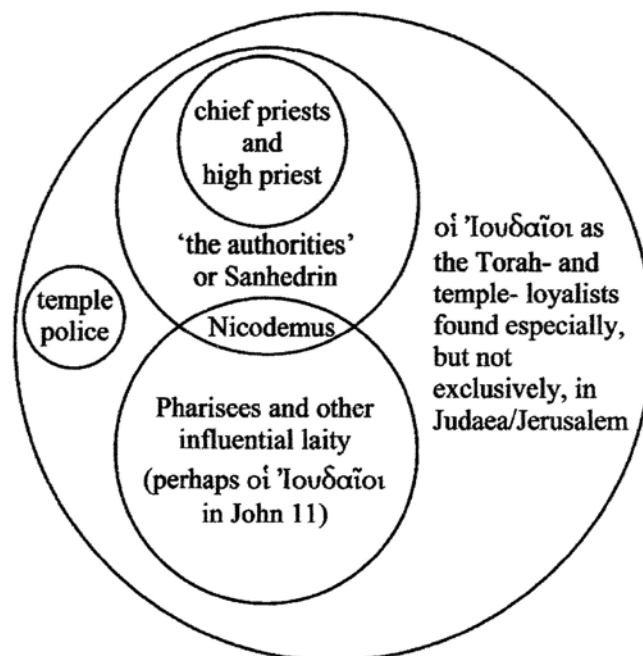 chief priests
and
high priest
'the authorities'
or Sanhedrin
temple
police
Nicodemus
Pharisees and other
influential laity
(perhaps οἱ Ἰουδαῖοι
in John 11)
οἱ Ἰουδαῖοι as
the Torah- and
temple- loyalists
found especially,
but not
exclusively, in
Judaea/Jerusalem